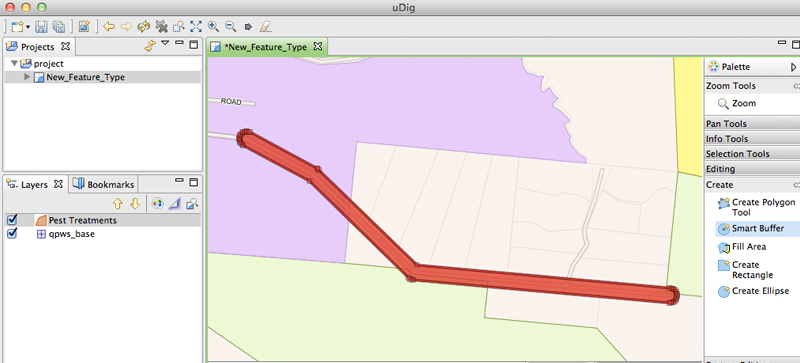 uDig
Projects
project
New_Feature_Type
Layers
Bookmarks
Pest Treatments
qpws_base
*New_Feature_Type
ROAD
Palette
Zoom Tools
Zoom
Pan Tools
Info Tools
Selection Tools
Editing
Create
Create Polygon
Tool
Smart Buffer
Fill Area
Create
Rectangle
Create Ellipse